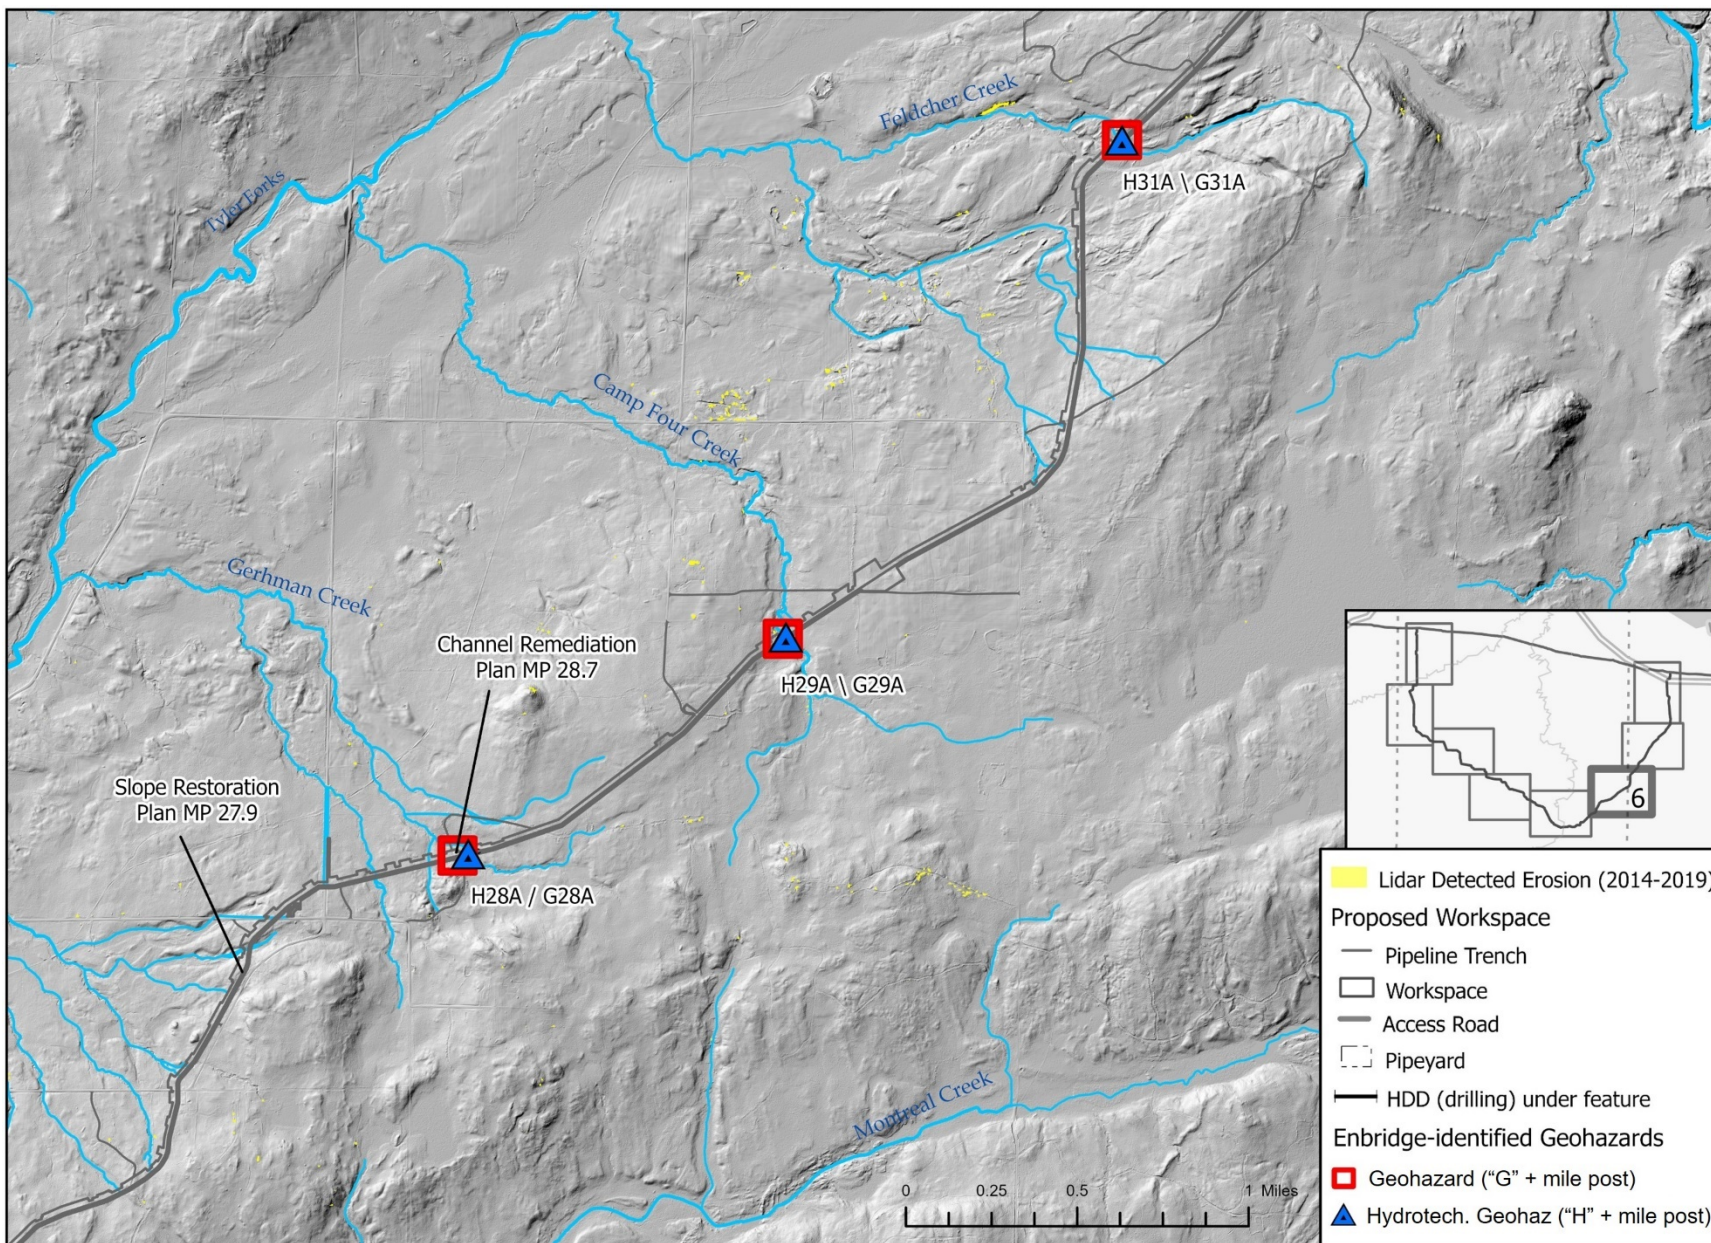 Feldcher Creek
H31A \ G31A
Tyler Forks
Camp Four Creek
Gerhman Creek
Channel Remediation
Plan MP 28.7
H29A \ G29A
Slope Restoration
Plan MP 27.9
H28A / G28A
Montreal Creek
0 0.25 0.5 1 Miles
6
Lidar Detected Erosion (2014-2019)
Proposed Workspace
Pipeline Trench
Workspace
Access Road
Pipeyard
HDD (drilling) under feature
Enbridge-identified Geohazards
Geohazard (“G” + mile post)
Hydrotech. Geohaz (“H” + mile post)